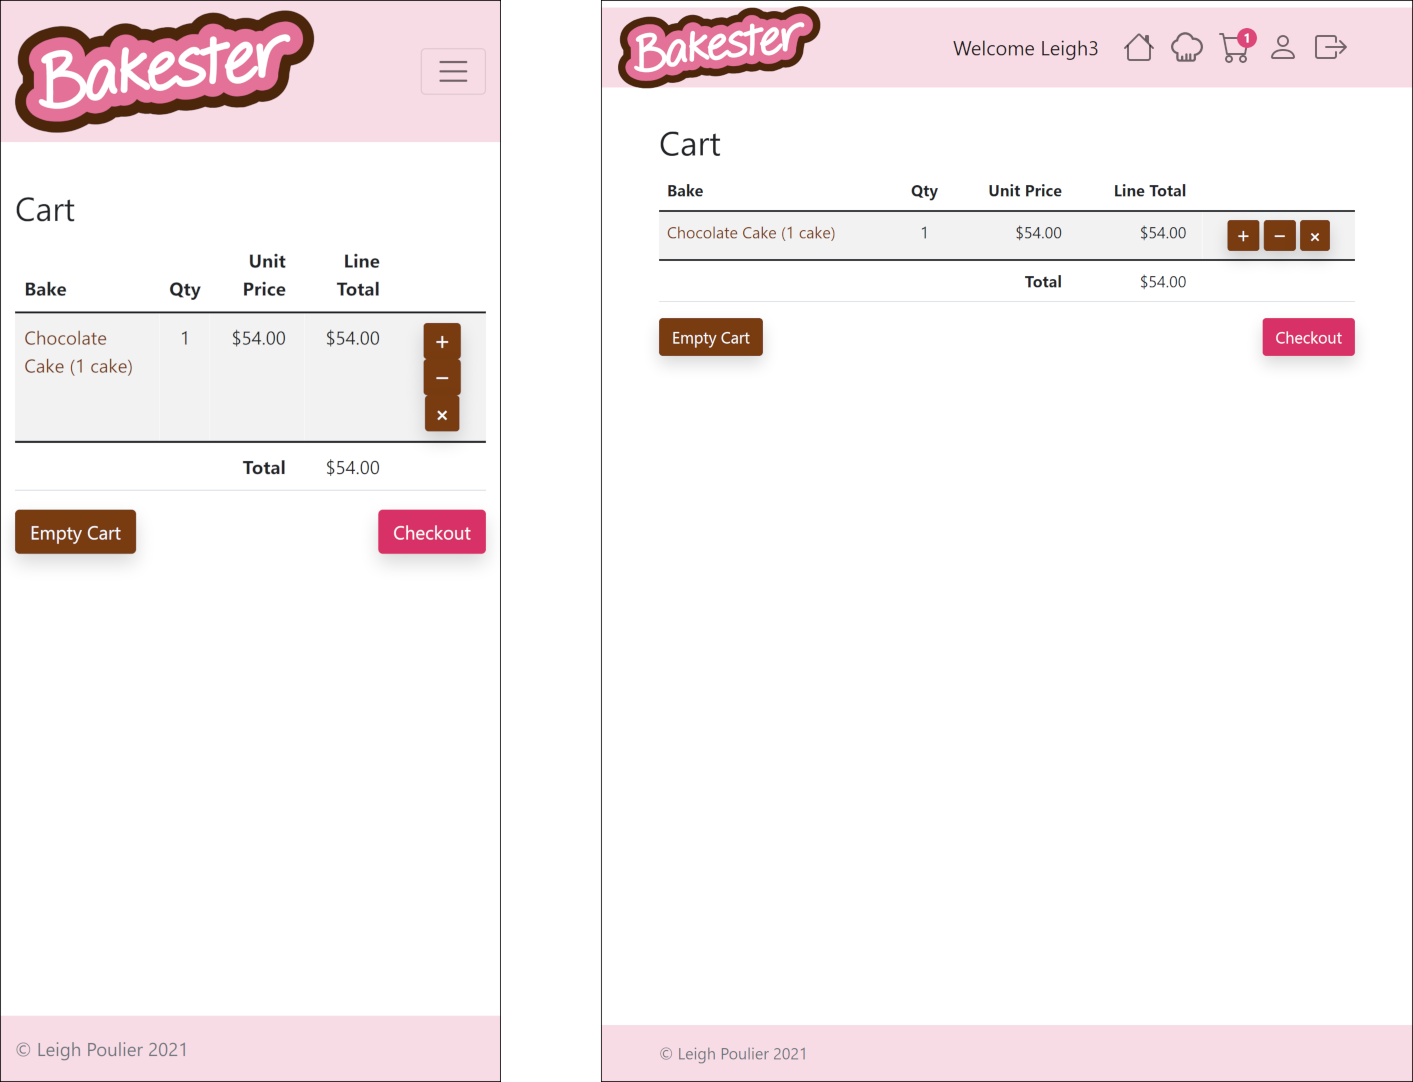 Bakester
Cart
Bake Qty Unit Price Line Total
Chocolate Cake (1 cake) 1 $54.00 $54.00 + − ×
Total $54.00
Empty Cart Checkout
© Leigh Poulier 2021
Bakester Welcome Leigh3 1
Cart
Bake Qty Unit Price Line Total
Chocolate Cake (1 cake) 1 $54.00 $54.00 + − ×
Total $54.00
Empty Cart Checkout
© Leigh Poulier 2021